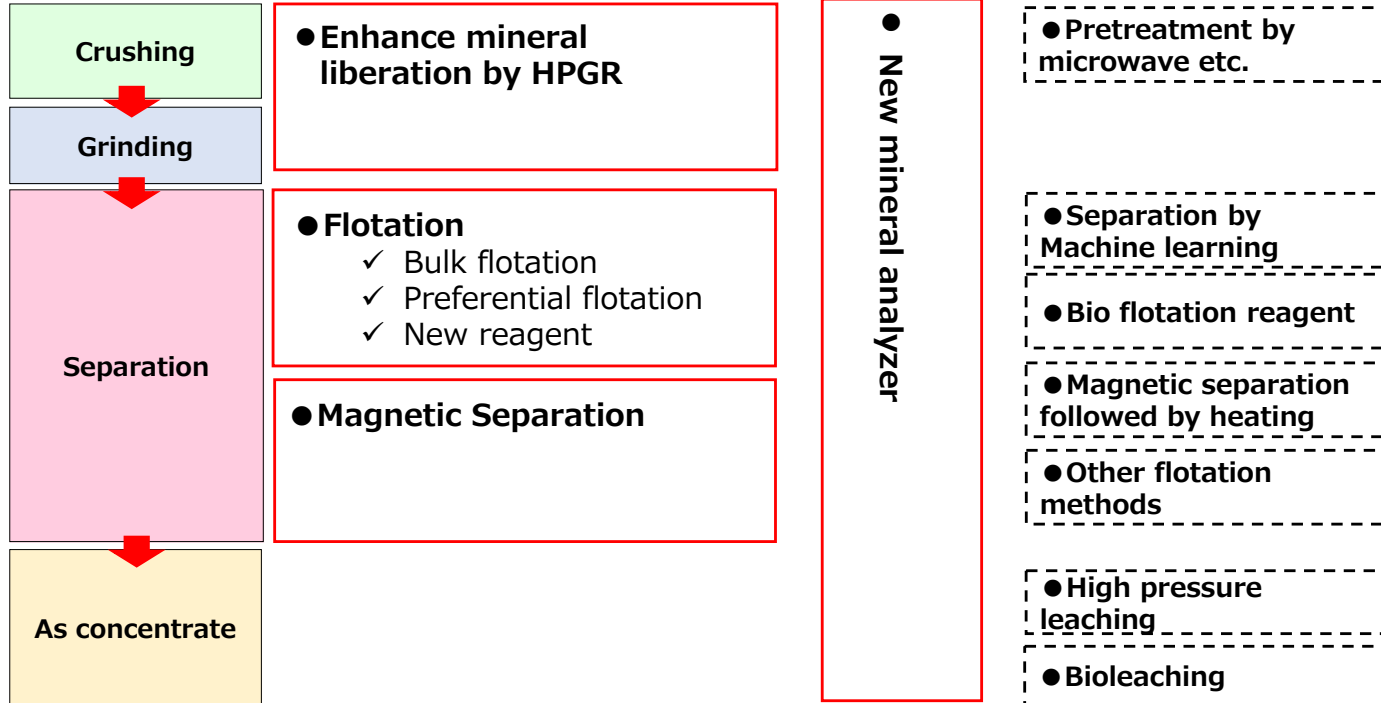 Crushing
Grinding
Separation
As concentrate
●Enhance mineral
liberation by HPGR
●Flotation
✓ Bulk flotation
✓ Preferential flotation
✓ New reagent
●Magnetic Separation
● New mineral analyzer
●Pretreatment by
microwave etc.
●Separation by
Machine learning
●Bio flotation reagent
●Magnetic separation
followed by heating
●Other flotation
methods
●High pressure
leaching
●Bioleaching